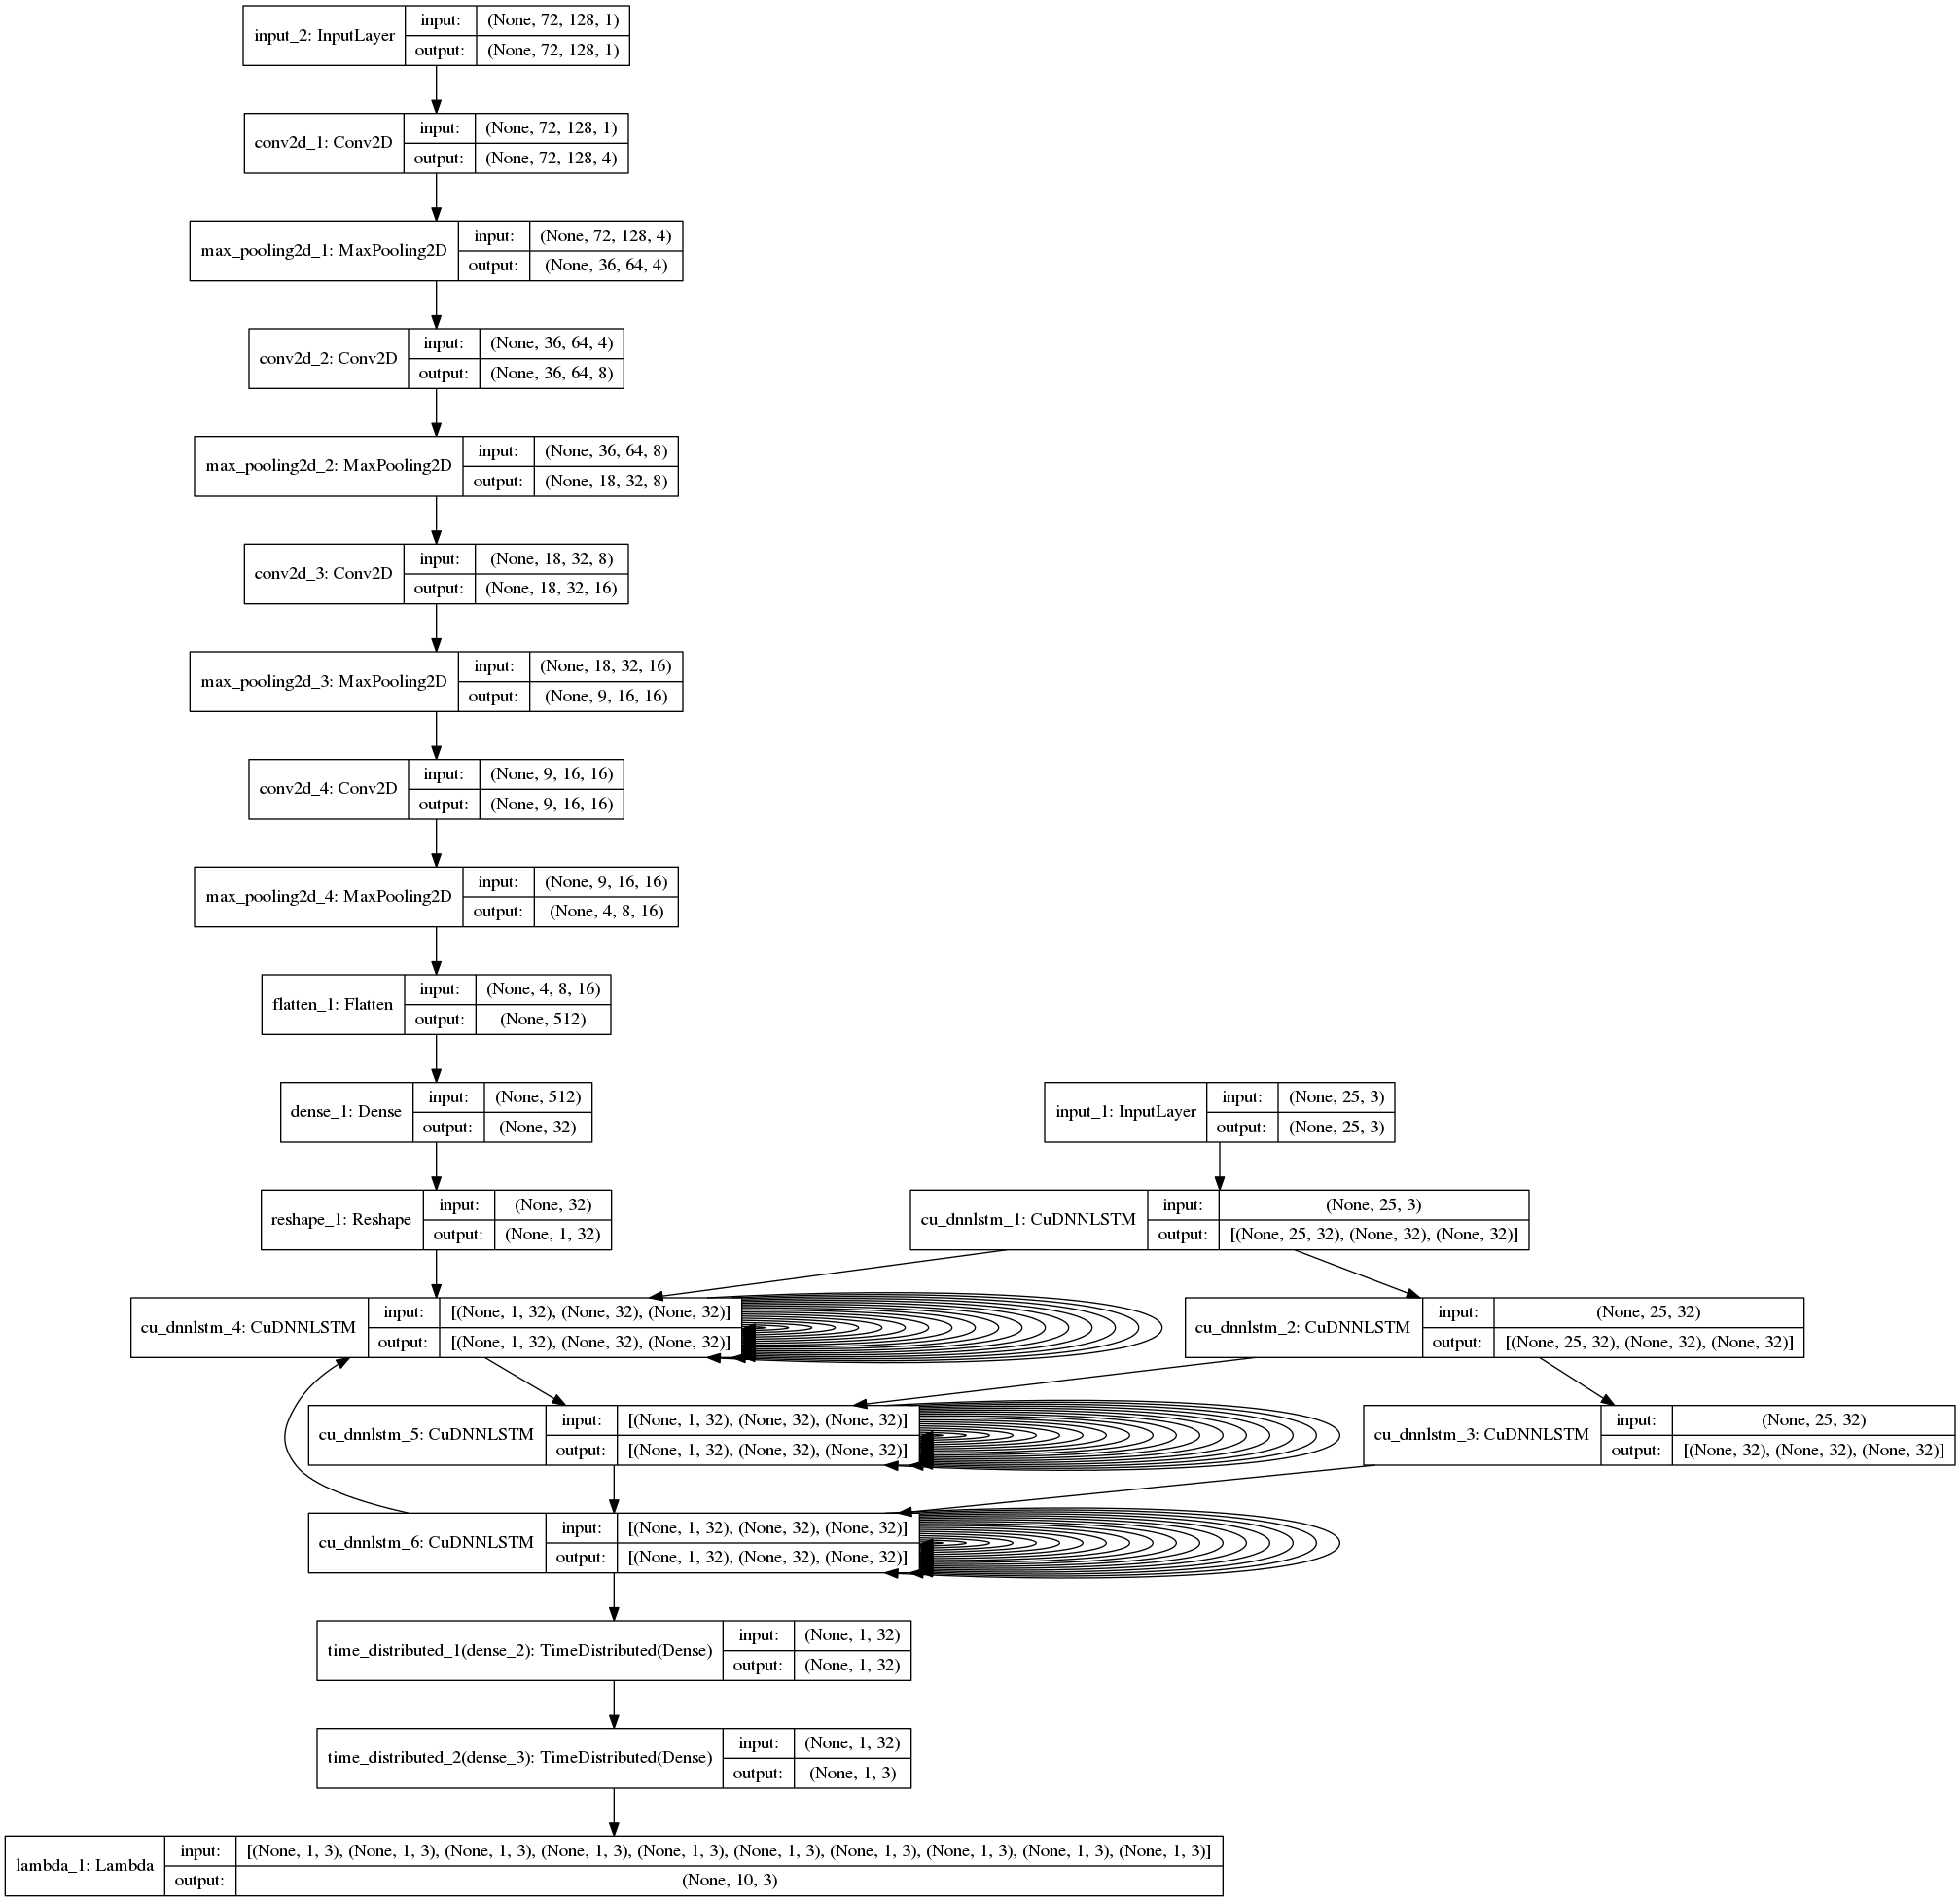 input_2: InputLayer
input: (None, 72, 128, 1)
output: (None, 72, 128, 1)
conv2d_1: Conv2D
input: (None, 72, 128, 1)
output: (None, 72, 128, 4)
max_pooling2d_1: MaxPooling2D
input: (None, 72, 128, 4)
output: (None, 36, 64, 4)
conv2d_2: Conv2D
input: (None, 36, 64, 4)
output: (None, 36, 64, 8)
max_pooling2d_2: MaxPooling2D
input: (None, 36, 64, 8)
output: (None, 18, 32, 8)
conv2d_3: Conv2D
input: (None, 18, 32, 8)
output: (None, 18, 32, 16)
max_pooling2d_3: MaxPooling2D
input: (None, 18, 32, 16)
output: (None, 9, 16, 16)
conv2d_4: Conv2D
input: (None, 9, 16, 16)
output: (None, 9, 16, 16)
max_pooling2d_4: MaxPooling2D
input: (None, 9, 16, 16)
output: (None, 4, 8, 16)
flatten_1: Flatten
input: (None, 4, 8, 16)
output: (None, 512)
dense_1: Dense
input: (None, 512)
output: (None, 32)
input_1: InputLayer
input: (None, 25, 3)
output: (None, 25, 3)
reshape_1: Reshape
input: (None, 32)
output: (None, 1, 32)
cu_dnnlstm_1: CuDNNLSTM
input: (None, 25, 3)
output: [(None, 25, 32), (None, 32), (None, 32)]
cu_dnnlstm_4: CuDNNLSTM
input: [(None, 1, 32), (None, 32), (None, 32)]
output: [(None, 1, 32), (None, 32), (None, 32)]
cu_dnnlstm_2: CuDNNLSTM
input: (None, 25, 32)
output: [(None, 25, 32), (None, 32), (None, 32)]
cu_dnnlstm_5: CuDNNLSTM
input: [(None, 1, 32), (None, 32), (None, 32)]
output: [(None, 1, 32), (None, 32), (None, 32)]
cu_dnnlstm_3: CuDNNLSTM
input: (None, 25, 32)
output: [(None, 32), (None, 32), (None, 32)]
cu_dnnlstm_6: CuDNNLSTM
input: [(None, 1, 32), (None, 32), (None, 32)]
output: [(None, 1, 32), (None, 32), (None, 32)]
time_distributed_1(dense_2): TimeDistributed(Dense)
input: (None, 1, 32)
output: (None, 1, 32)
time_distributed_2(dense_3): TimeDistributed(Dense)
input: (None, 1, 32)
output: (None, 1, 3)
lambda_1: Lambda
input: [(None, 1, 3), (None, 1, 3), (None, 1, 3), (None, 1, 3), (None, 1, 3), (None, 1, 3), (None, 1, 3), (None, 1, 3), (None, 1, 3), (None, 1, 3)]
output: (None, 10, 3)